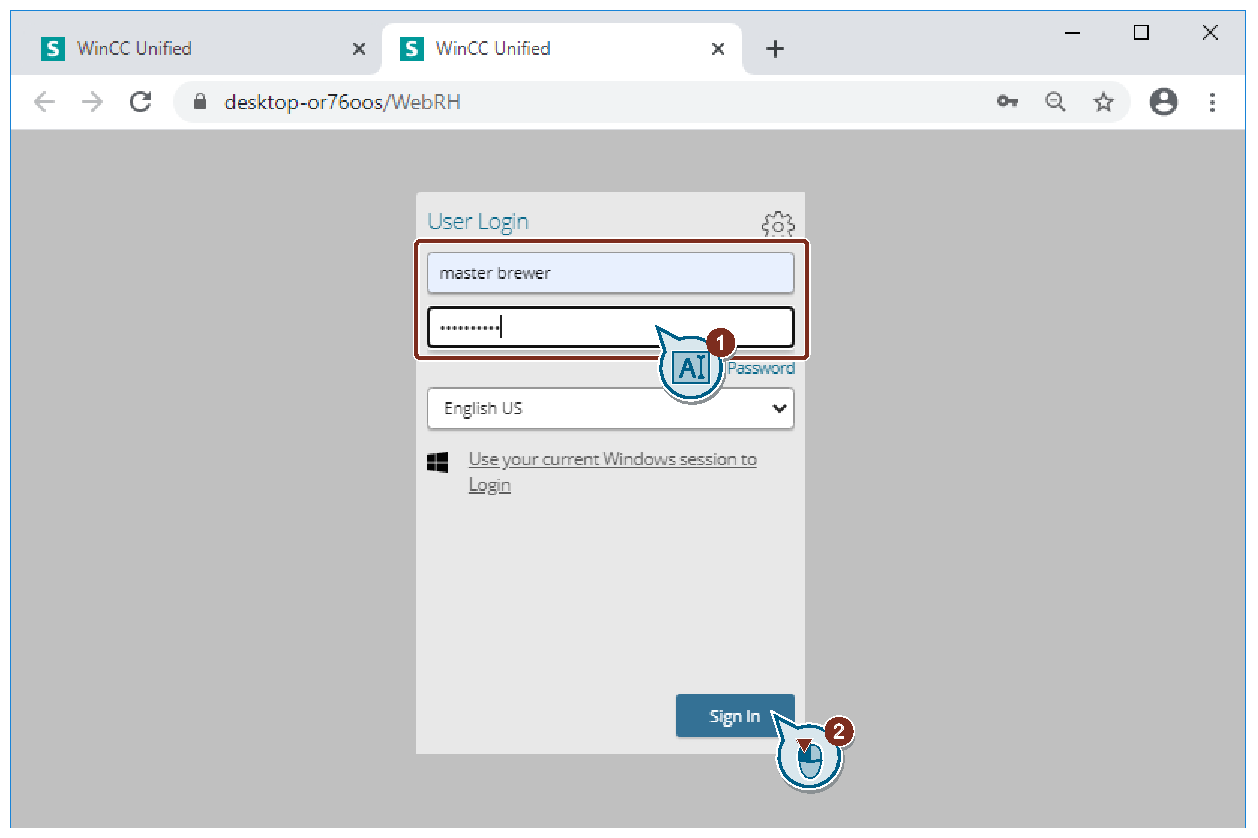 S WinCC Unified
S WinCC Unified
desktop-or76oos/WebRH
User Login
master brewer
••••••••••
1
AI
Password
English US
Use your current Windows session to
Login
Sign In
2